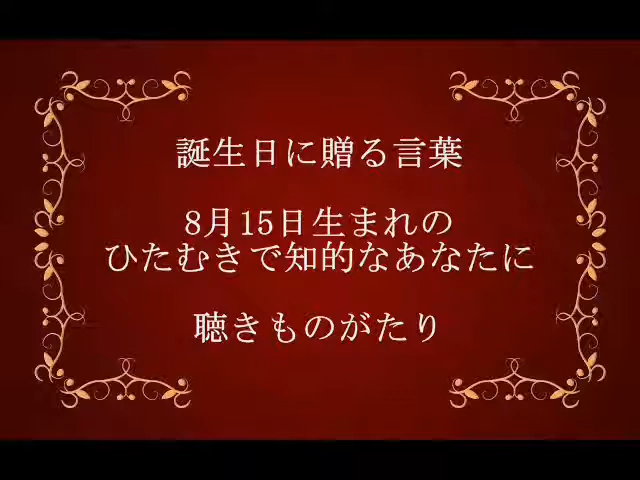 誕生日に贈る言葉
8月15日生まれの
ひたむきで知的なあなたに
聴きものがたり